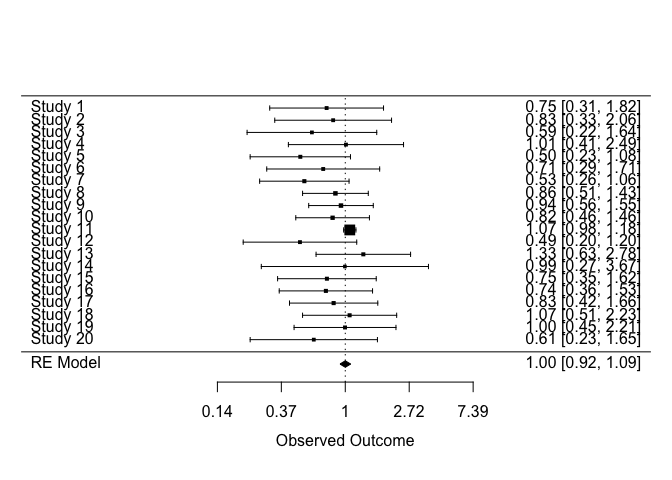 Study 1 0.75 [0.31, 1.82]
Study 2 0.83 [0.33, 2.06]
Study 3 0.59 [0.22, 1.64]
Study 4 1.01 [0.41, 2.49]
Study 5 0.50 [0.23, 1.08]
Study 6 0.71 [0.29, 1.71]
Study 7 0.53 [0.26, 1.06]
Study 8 0.86 [0.51, 1.43]
Study 9 0.94 [0.56, 1.55]
Study 10 0.82 [0.46, 1.46]
Study 11 1.07 [0.98, 1.18]
Study 12 0.49 [0.20, 1.20]
Study 13 1.33 [0.63, 2.78]
Study 14 0.99 [0.27, 3.67]
Study 15 0.75 [0.35, 1.62]
Study 16 0.74 [0.36, 1.53]
Study 17 0.83 [0.42, 1.66]
Study 18 1.07 [0.51, 2.23]
Study 19 1.00 [0.45, 2.21]
Study 20 0.61 [0.23, 1.65]
RE Model 1.00 [0.92, 1.09]
0.14 0.37 1 2.72 7.39
Observed Outcome